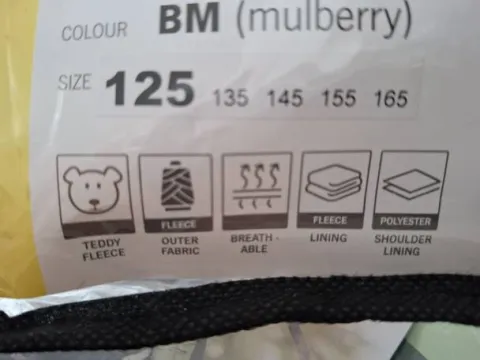 COLOUR BM (mulberry)
SIZE 125 135 145 155 165
FLEECE FLEECE POLYESTER
TEDDY OUTER BREATH- LINING SHOULDER
FLEECE FABRIC ABLE LINING